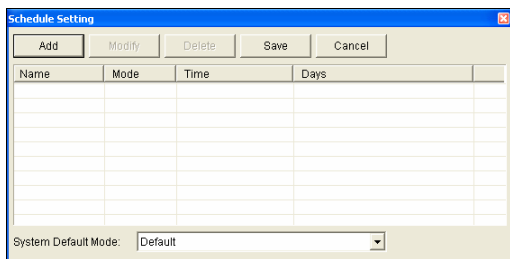 Schedule Setting
Add Modify Delete Save Cancel
Name Mode Time Days
System Default Mode: Default